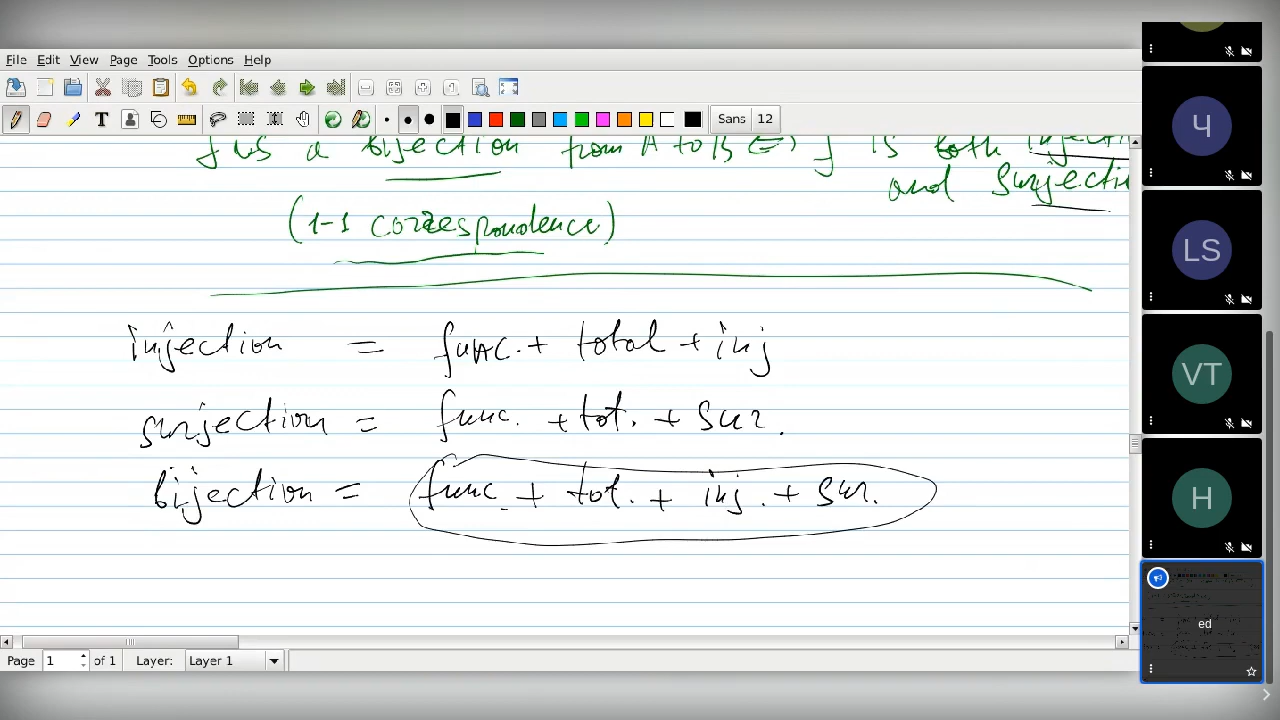 File Edit View Page Tools Options Help
Sans 12
f is a bijection from A to B ⇔ f is both injecti
and surjecti
(1-1 correspondence)
injection = func. + total + inj
surjection = func. + tot. + sur.
bijection = func. + tot. + inj. + sur.
Page 1 of 1 Layer: Layer 1
Ч
LS
VT
H
ed